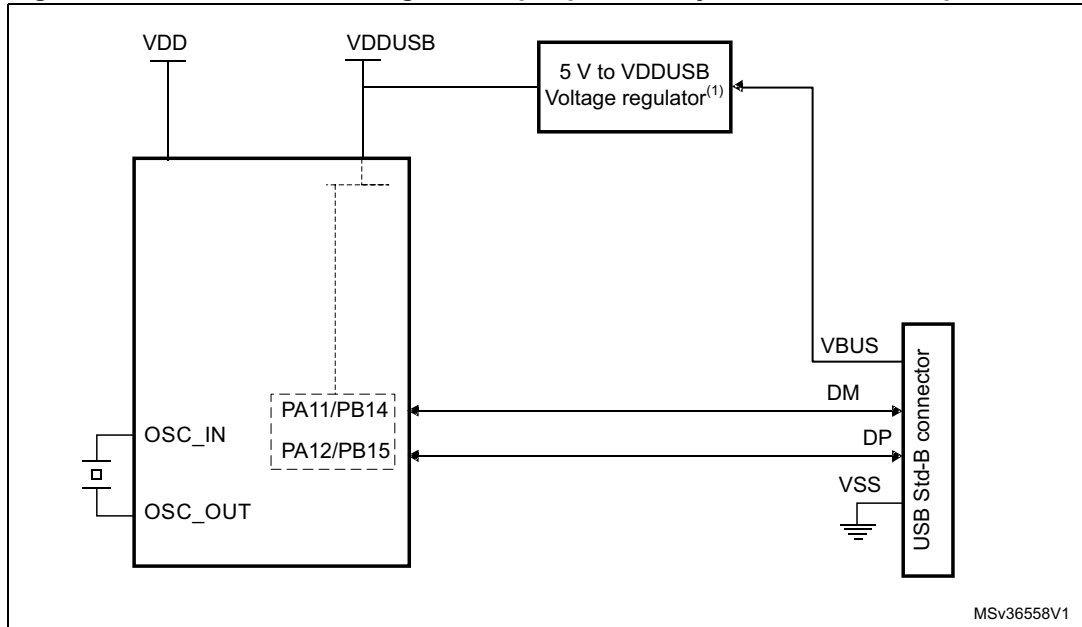 VDD
VDDUSB
5 V to VDDUSB
Voltage regulator(1)
VBUS
DM
PA11/PB14
DP
PA12/PB15
OSC_IN
VSS
OSC_OUT
USB Std-B connector
MSv36558V1